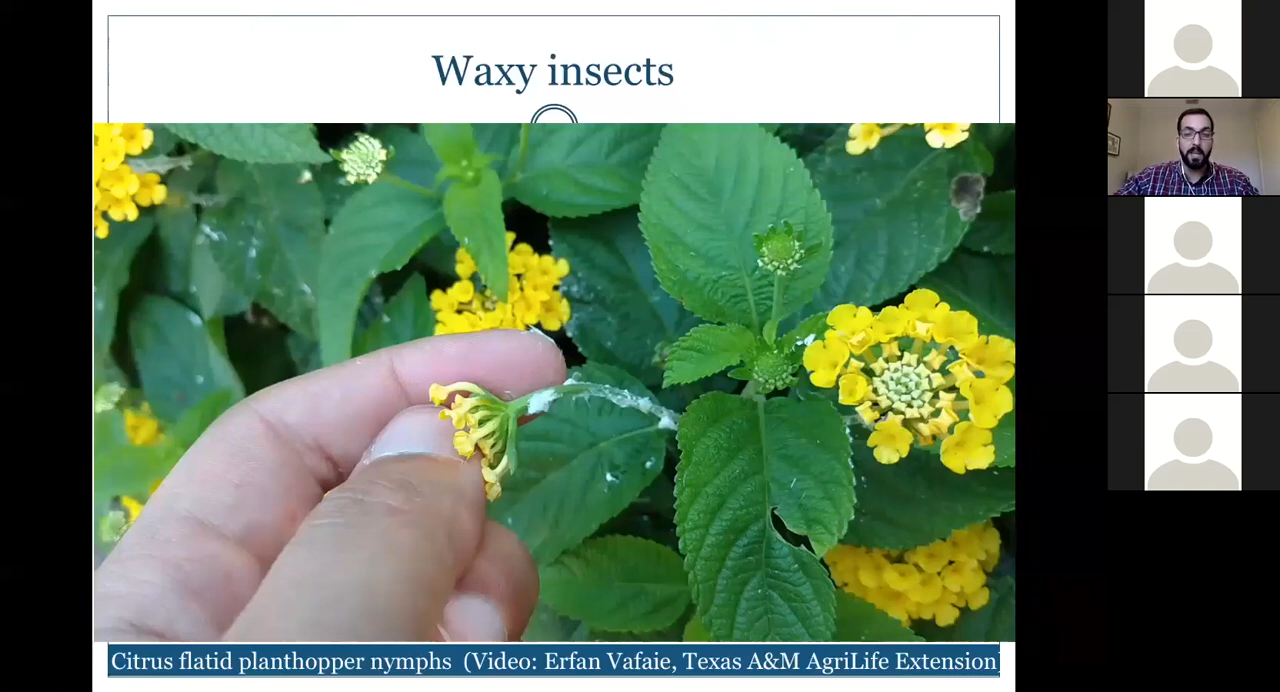 Waxy insects
Citrus flatid planthopper nymphs (Video: Erfan Vafaie, Texas A&M AgriLife Extension)